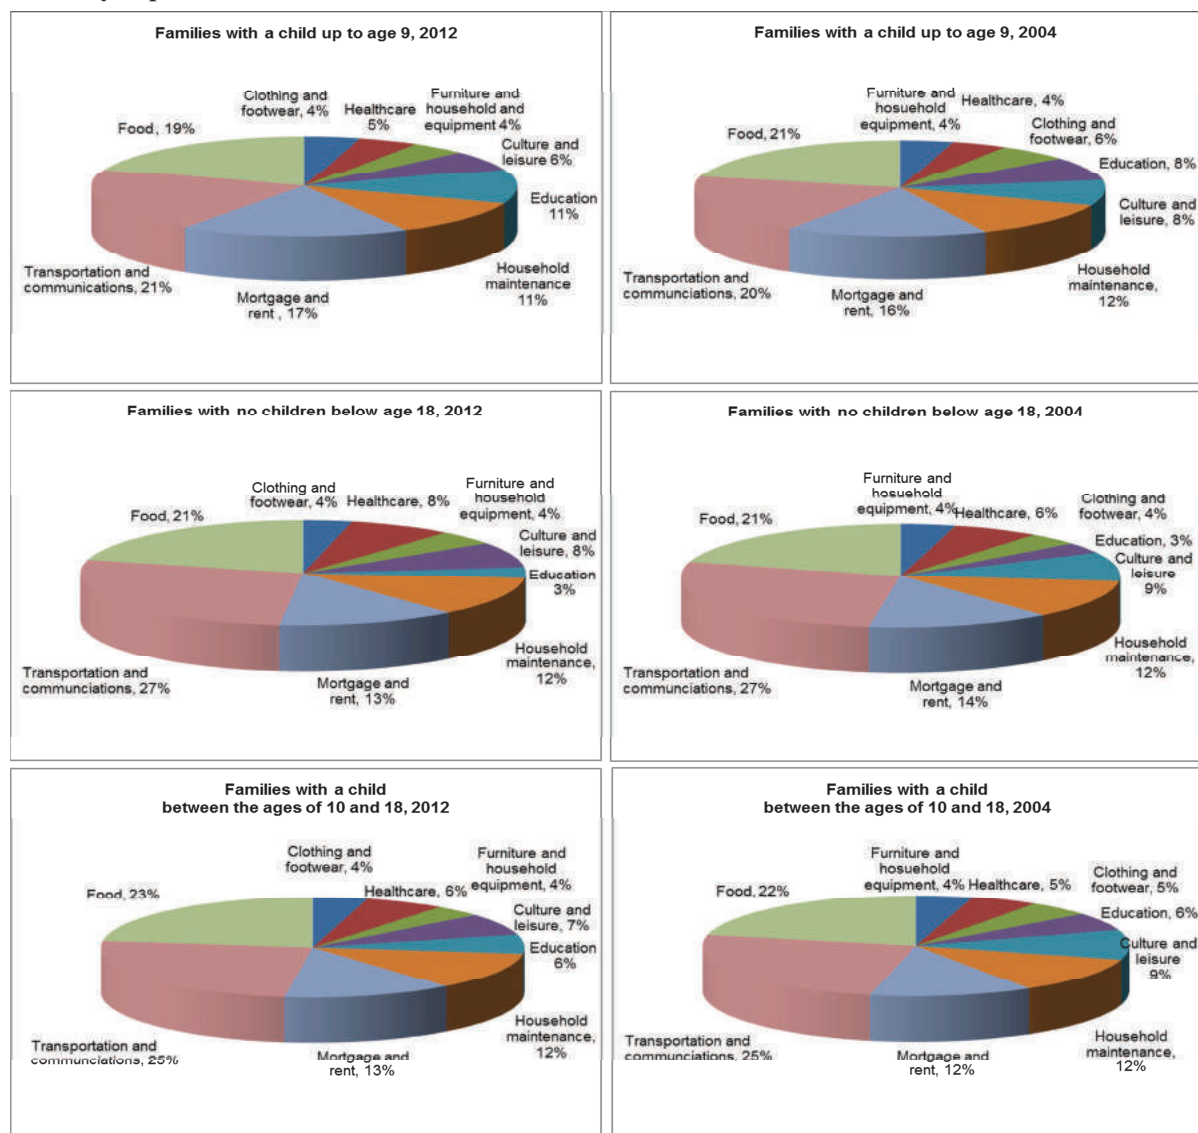 Families with a child up to age 9, 2012
Clothing and
footwear, 4%
Healthcare
5%
Furniture and
household and
equipment 4%
Culture and
leisure 6%
Education
11%
Household
maintenance
11%
Mortgage and
rent , 17%
Transportation and
communications, 21%
Food, 19%
Families with a child up to age 9, 2004
Furniture and
hosuehold
equipment, 4%
Healthcare, 4%
Clothing and
footwear, 6%
Education, 8%
Culture and
leisure, 8%
Household
maintenance,
12%
Mortgage and
rent, 16%
Transportation and
communciations, 20%
Food, 21%
Families with no children below age 18, 2012
Clothing and
footwear, 4%
Healthcare, 8%
Furniture and
household
equipment, 4%
Culture and
leisure, 8%
Education
3%
Household
maintenance,
12%
Mortgage and
rent, 13%
Transportation and
communciations, 27%
Food, 21%
Families with no children below age 18, 2004
Furniture and
hosuehold
equipment, 4%
Healthcare, 6%
Clothing and
footwear, 4%
Education, 3%
Culture and
leisure
9%
Household
maintenance,
12%
Mortgage and
rent, 14%
Transportation and
communciations, 27%
Food, 21%
Families with a child
between the ages of 10 and 18, 2012
Clothing and
footwear, 4%
Healthcare, 6%
Furniture and
household
equipment, 4%
Culture and
leisure, 7%
Education
6%
Household
maintenance,
12%
Mortgage and
rent, 13%
Transportation and
communciations, 25%
Food, 23%
Families with a child
between the ages of 10 and 18, 2004
Furniture and
hosuehold
equipment, 4%
Healthcare, 5%
Clothing and
footwear, 5%
Education, 6%
Culture and
leisure
9%
Household
maintenance,
12%
Mortgage and
rent, 12%
Transportation and
communciations, 25%
Food, 22%